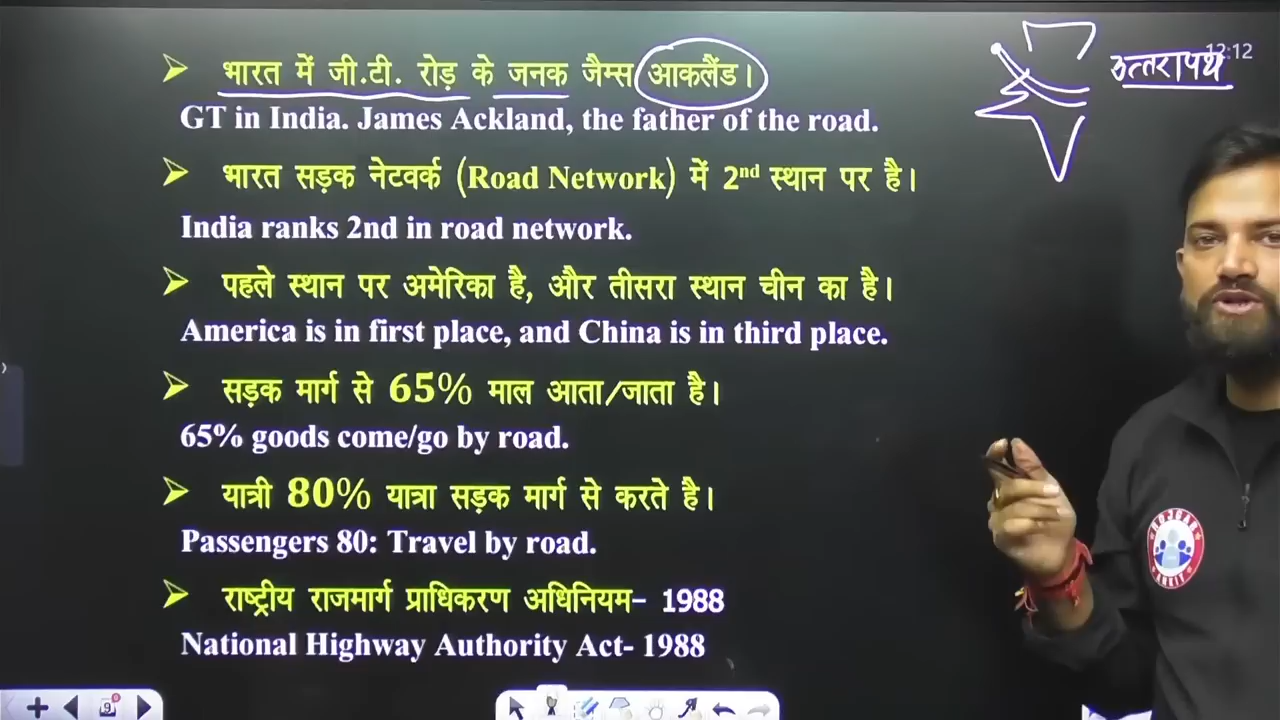 भारत में जी.टी. रोड़ के जनक जैम्स आकलैंड।
उत्तरापथ
12:12
GT in India. James Ackland, the father of the road.
भारत सड़क नेटवर्क (Road Network) में 2nd स्थान पर है।
India ranks 2nd in road network.
पहले स्थान पर अमेरिका है, और तीसरा स्थान चीन का है।
America is in first place, and China is in third place.
सड़क मार्ग से 65% माल आता/जाता है।
65% goods come/go by road.
यात्री 80% यात्रा सड़क मार्ग से करते है।
Passengers 80: Travel by road.
राष्ट्रीय राजमार्ग प्राधिकरण अधिनियम- 1988
National Highway Authority Act- 1988
ROJGAR
ANKIT
9